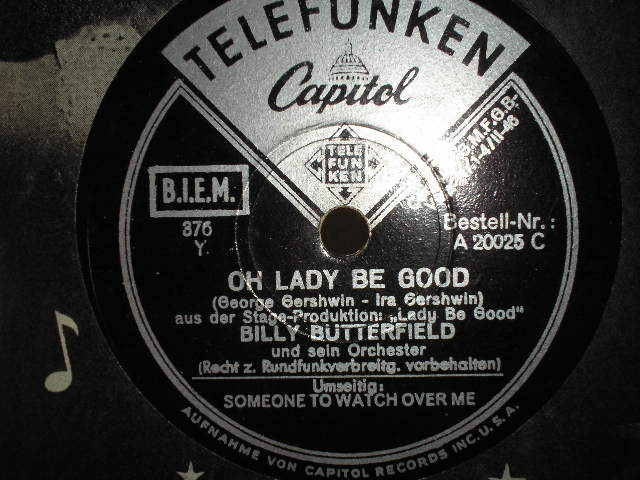 TELEFUNKEN
Capitol
TELE
FUN
KEN
B.I.E.M.
376
Y.
Bestell-Nr.:
A 20025 C
OH LADY BE GOOD
(George Gershwin - Ira Gershwin)
aus der Stage-Produktion: „Lady Be Good"
BILLY BUTTERFIELD
und sein Orchester
(Recht z. Rundfunkverbreitg. vorbehalten)
Umseitig:
SOMEONE TO WATCH OVER ME
AUFNAHME VON CAPITOL RECORDS INC. U.S.A.